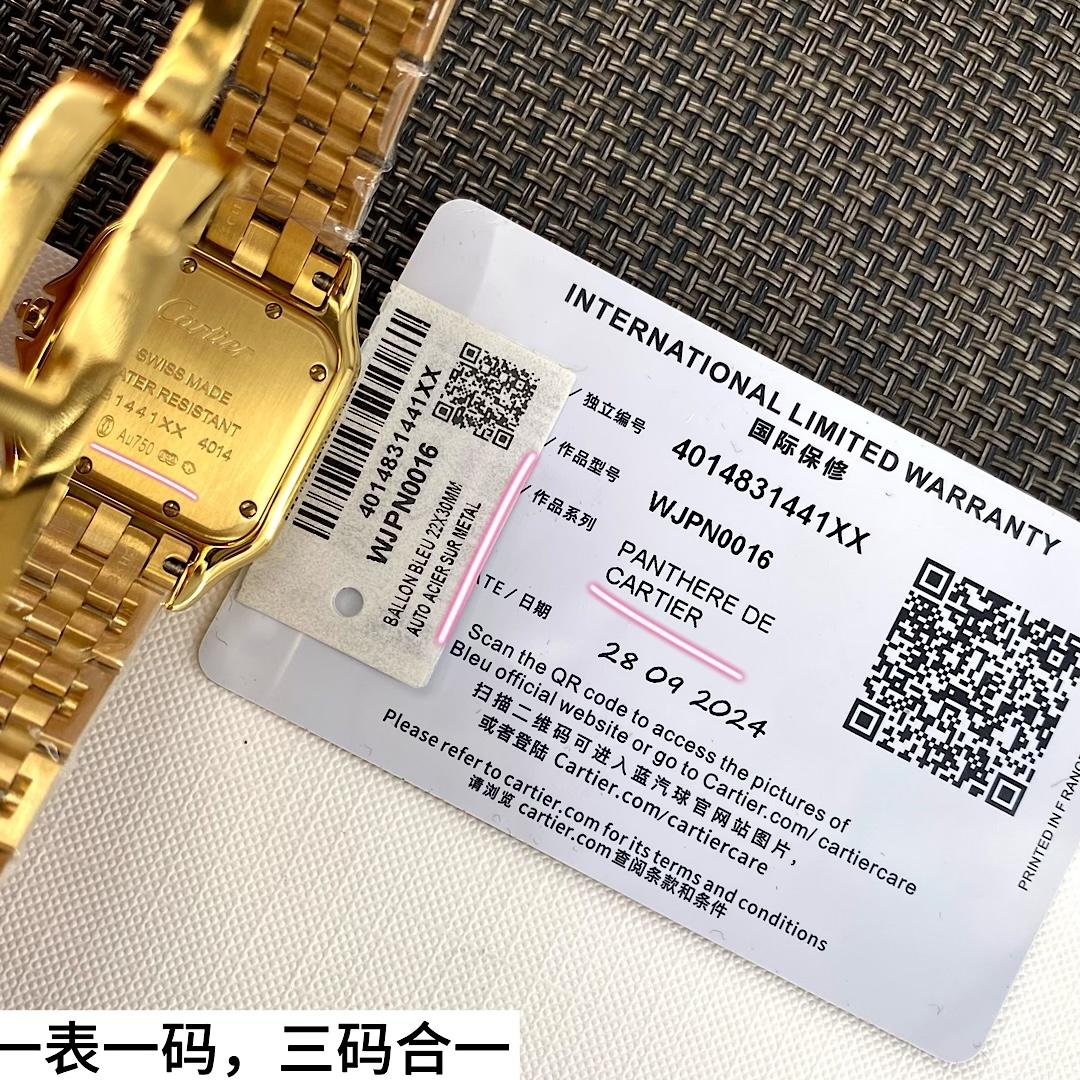 Cartier
SWISS MADE
ATER RESISTANT
1441XX 4014
Au750
4014831441XX
WJPN0016
BALLON BLEU 22X30MM
AUTO ACIER SUR METAL
INTERNATIONAL LIMITED WARRANTY
国际保修
/ 独立编号 4014831441XX
/ 作品型号 WJPN0016
/ 作品系列 PANTHERE DE
CARTIER
ATE / 日期 28 09 2024
Scan the QR code to access the pictures of
Bleu official website or go to Cartier.com/ cartiercare
扫描二维码可进入蓝汽球官网站图片，
或者登陆 Cartier.com/cartiercare
Please refer to cartier.com for its terms and conditions
请浏览 cartier.com 查阅条款和条件
PRINTED IN FRANC
一表一码，三码合一